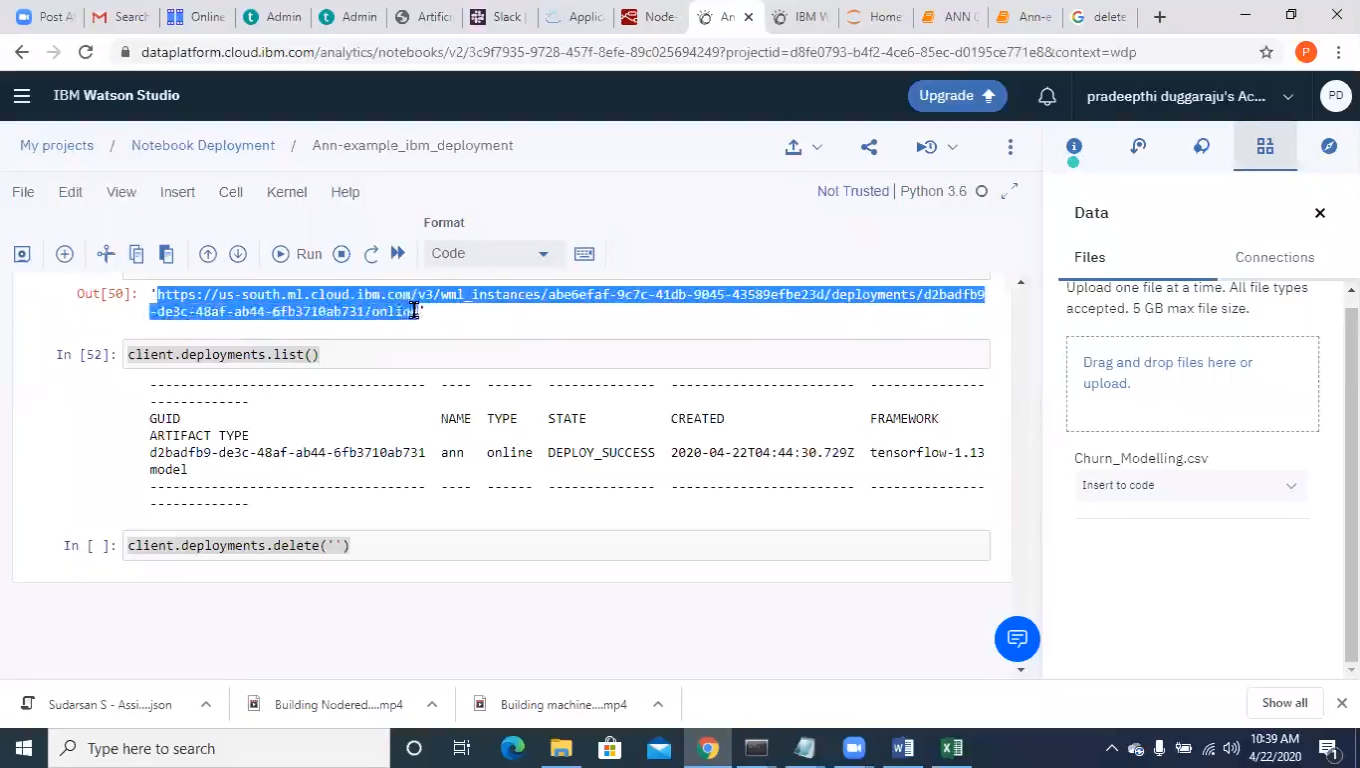 Post At
Search
Online
Admin
Admin
Artific
Slack
Applic
Node-
An
IBM W
Home
ANN C
Ann-e
delete
dataplatform.cloud.ibm.com/analytics/notebooks/v2/3c9f7935-9728-457f-8efe-89c025694249?projectid=d8fe0793-b4f2-4ce6-85ec-d0195ce771e8&context=wdp
P
IBM Watson Studio
Upgrade
pradeepthi duggaraju's Ac...
PD
My projects / Notebook Deployment / Ann-example_ibm_deployment
File Edit View Insert Cell Kernel Help
Not Trusted | Python 3.6
Format
Run
Code
Data
Files
Connections
Upload one file at a time. All file types
accepted. 5 GB max file size.
Drag and drop files here or
upload.
Churn_Modelling.csv
Insert to code
Out[50]: 'https://us-south.ml.cloud.ibm.com/v3/wml_instances/abe6efaf-9c7c-41db-9045-43589efbe23d/deployments/d2badfb9
-de3c-48af-ab44-6fb3710ab731/online'
In [52]: client.deployments.list()
------------------------------------ ---- ------ -------------- ------------------------ ---------------
-------------
GUID NAME TYPE STATE CREATED FRAMEWORK
ARTIFACT TYPE
d2badfb9-de3c-48af-ab44-6fb3710ab731 ann online DEPLOY_SUCCESS 2020-04-22T04:44:30.729Z tensorflow-1.13
model
------------------------------------ ---- ------ -------------- ------------------------ ---------------
-------------
In [ ]: client.deployments.delete('')
Sudarsan S - Assi....json
Building Nodered....mp4
Building machine....mp4
Show all
Type here to search
10:39 AM
4/22/2020
1